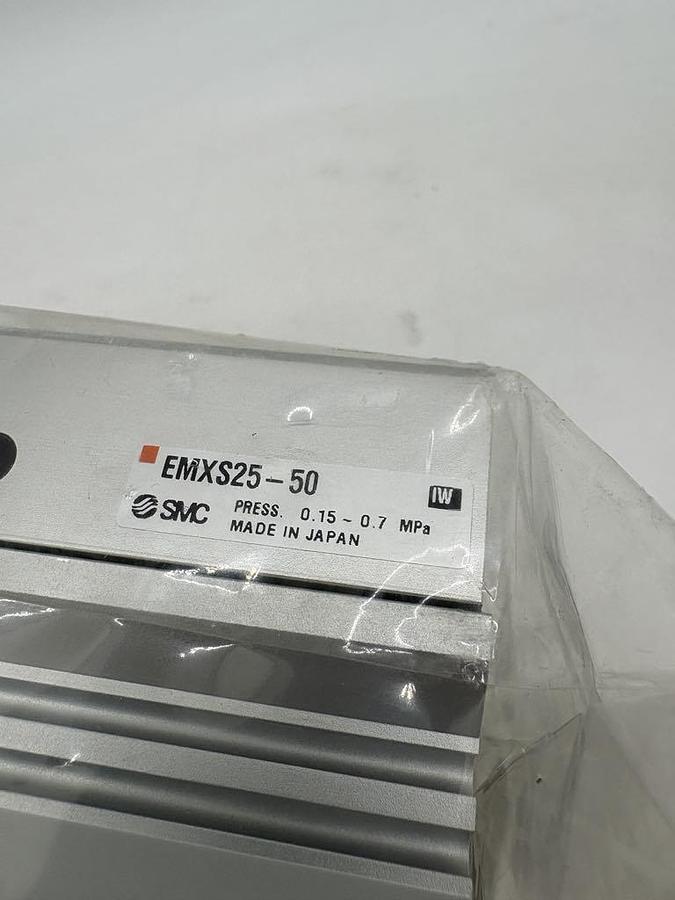 EMXS25-50
IW
SMC PRESS. 0.15 ~ 0.7 MPa
MADE IN JAPAN